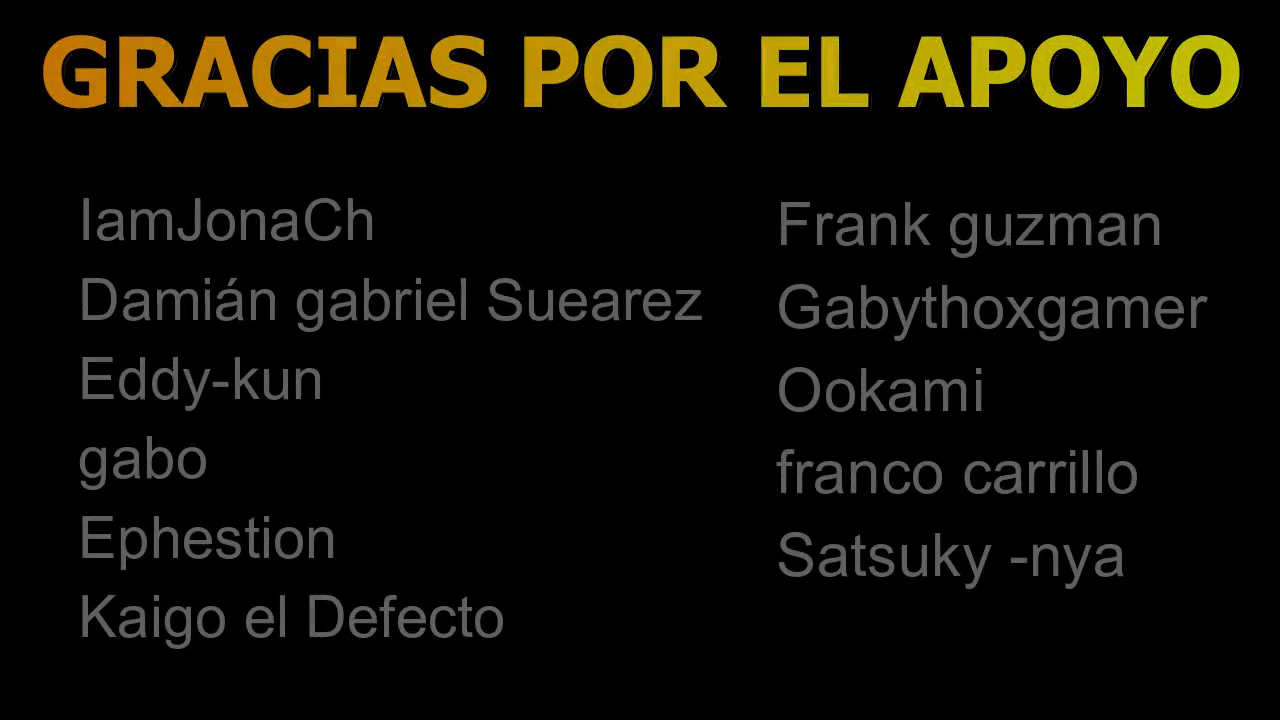 GRACIAS POR EL APOYO
IamJonaCh
Damián gabriel Suearez
Eddy-kun
gabo
Ephestion
Kaigo el Defecto
Frank guzman
Gabythoxgamer
Ookami
franco carrillo
Satsuky -nya